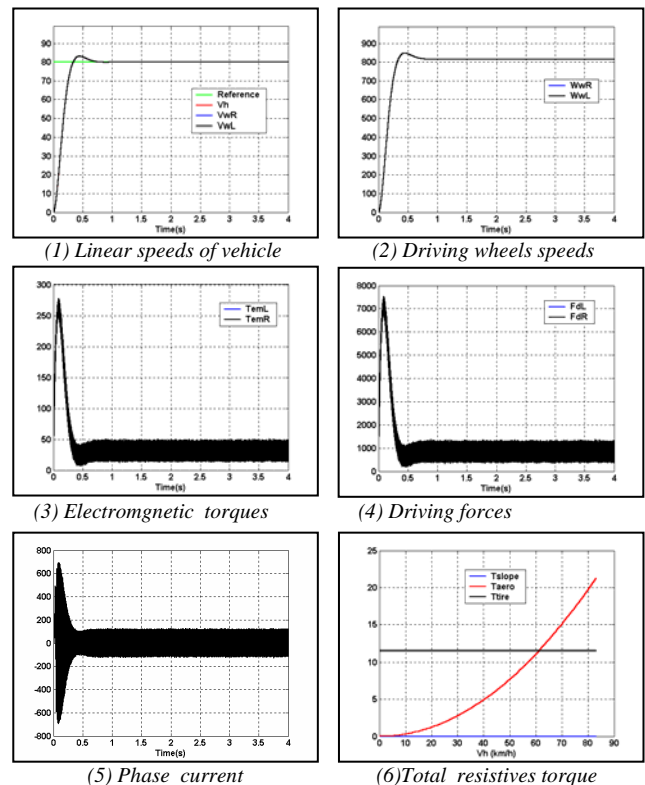 90
80
70
60
50
40
30
20
10
0
Reference
Vh
VwR
VwL
0 0.5 1 1.5 2 2.5 3 3.5 4
Time(s)
(1) Linear speeds of vehicle
900
800
700
600
500
400
300
200
100
0
WwR
WwL
0 0.5 1 1.5 2 2.5 3 3.5 4
Time(s)
(2) Driving wheels speeds
300
250
200
150
100
50
0
TemL
TemR
0 0.5 1 1.5 2 2.5 3 3.5 4
Time(s)
(3) Electromgnetic torques
8000
7000
6000
5000
4000
3000
2000
1000
0
FdL
FdR
0 0.5 1 1.5 2 2.5 3 3.5 4
Time(s)
(4) Driving forces
800
600
400
200
0
-200
-400
-600
-800
0 0.5 1 1.5 2 2.5 3 3.5 4
Time(s)
(5) Phase current
25
20
15
10
5
0
Tslope
Taero
Ttire
0 10 20 30 40 50 60 70 80 90
Vh (km/h)
(6)Total resistives torque